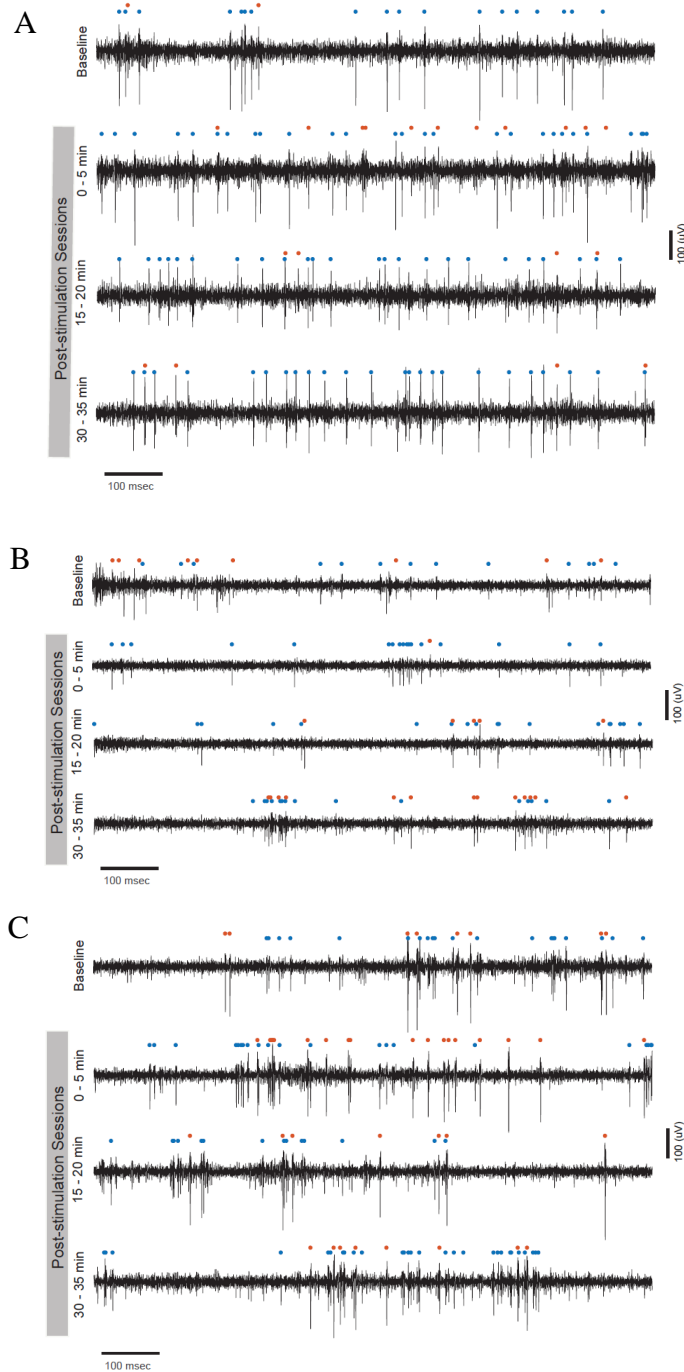 A
Baseline
Post-stimulation Sessions
0 - 5 min
15 - 20 min
30 - 35 min
100 (uV)
100 msec
B
Baseline
Post-stimulation Sessions
0 - 5 min
15 - 20 min
30 - 35 min
100 (uV)
100 msec
C
Baseline
Post-stimulation Sessions
0 - 5 min
15 - 20 min
30 - 35 min
100 (uV)
100 msec